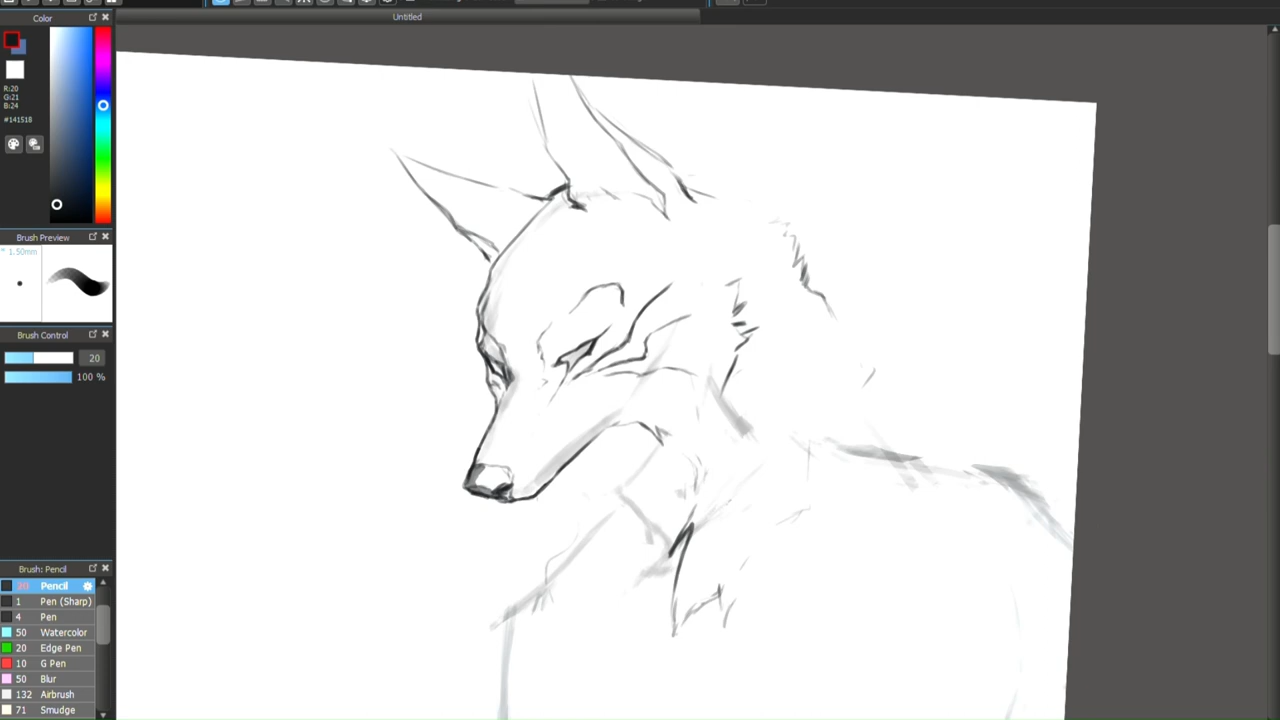 Untitled
Color
R:20
G:21
B:24
#141518
Brush Preview
* 1.50mm
Brush Control
20
100 %
Brush: Pencil
20 Pencil
1 Pen (Sharp)
4 Pen
50 Watercolor
20 Edge Pen
10 G Pen
50 Blur
132 Airbrush
71 Smudge